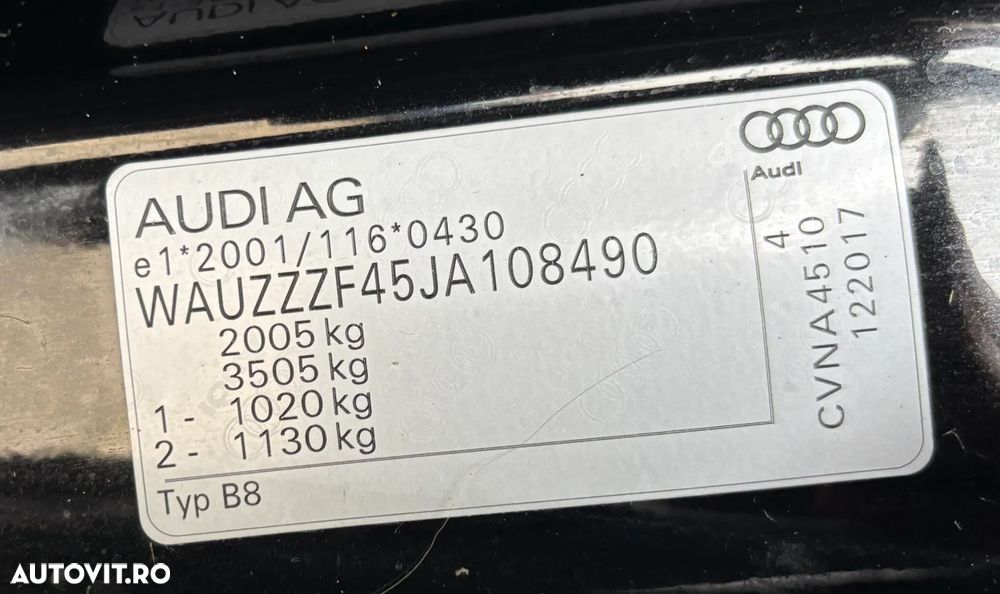 AUDI AG
e1*2001/116*0430
WAUZZZF45JA108490
2005 kg
3505 kg
1 - 1020 kg
2 - 1130 kg
Typ B8
Audi
4
CVNA4510
122017
AUTOVIT.RO